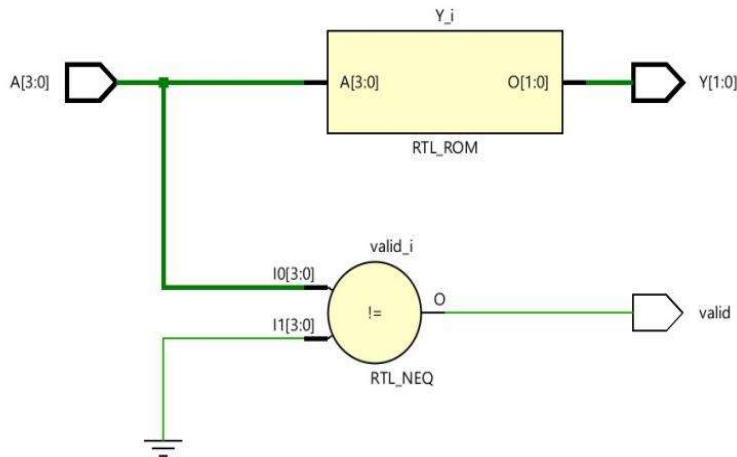 Y_i
A[3:0]
A[3:0]
O[1:0]
Y[1:0]
RTL_ROM
valid_i
I0[3:0]
!=
O
valid
I1[3:0]
RTL_NEQ